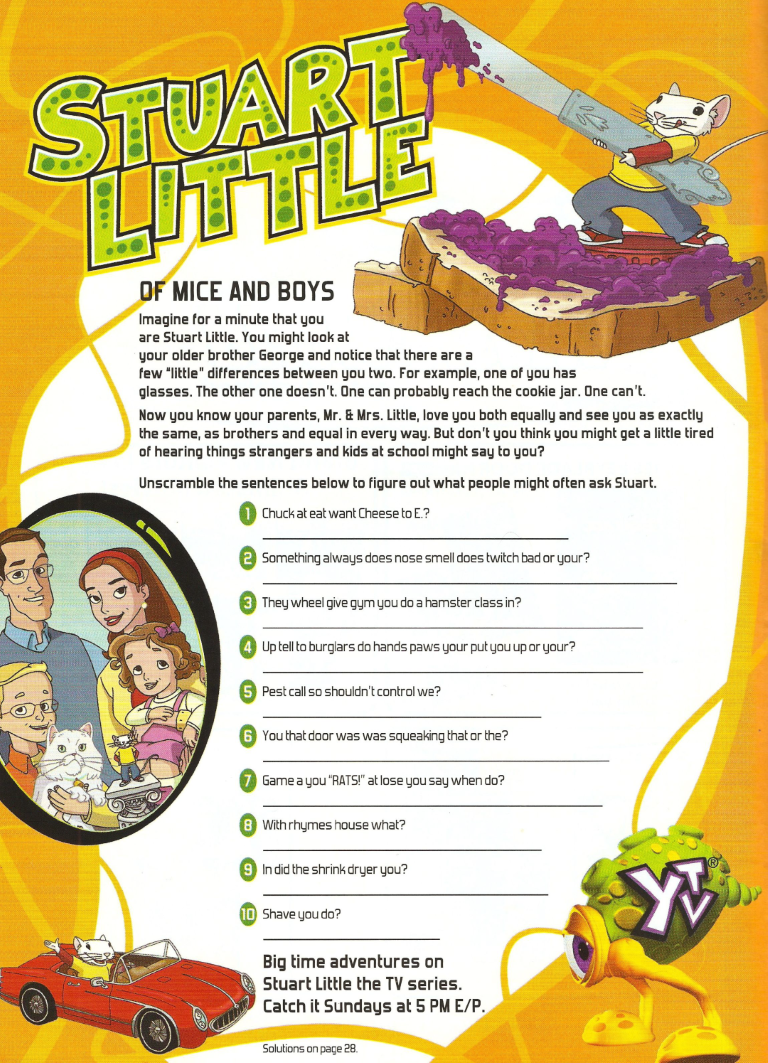 STUART
LITTLE
OF MICE AND BOYS
Imagine for a minute that you
are Stuart Little. You might look at
your older brother George and notice that there are a
few "little" differences between you two. For example, one of you has
glasses. The other one doesn't. One can probably reach the cookie jar. One can't.
Now you know your parents, Mr. & Mrs. Little, love you both equally and see you as exactly
the same, as brothers and equal in every way. But don't you think you might get a little tired
of hearing things strangers and kids at school might say to you?
Unscramble the sentences below to figure out what people might often ask Stuart.
1 Chuck at eat want Cheese to E.?
2 Something always does nose smell does twitch bad or your?
3 They wheel give gym you do a hamster class in?
4 Up tell to burglars do hands paws your put you up or your?
5 Pest call so shouldn't control we?
6 You that door was was squeaking that or the?
7 Game a you "RATS!" at lose you say when do?
8 With rhymes house what?
9 In did the shrink dryer you?
10 Shave you do?
YTV®
Big time adventures on
Stuart Little the TV series.
Catch it Sundays at 5 PM E/P.
Solutions on page 28.